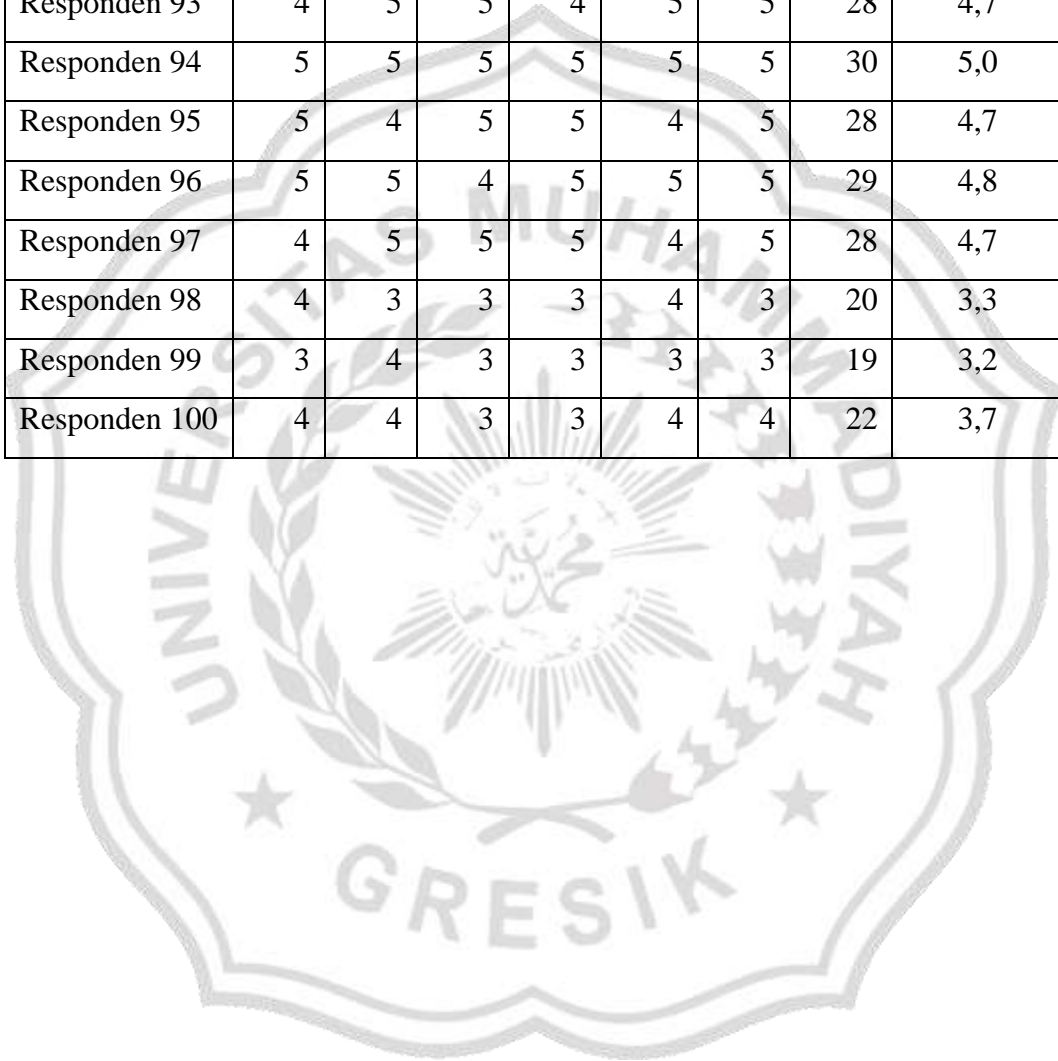 Responden 93 4 5 5 4 5 5 28 4,7
Responden 94 5 5 5 5 5 5 30 5,0
Responden 95 5 4 5 5 4 5 28 4,7
Responden 96 5 5 4 5 5 5 29 4,8
Responden 97 4 5 5 5 4 5 28 4,7
Responden 98 4 3 3 3 4 3 20 3,3
Responden 99 3 4 3 3 3 3 19 3,2
Responden 100 4 4 3 3 4 4 22 3,7
UNIVERSITAS MUHAMMADIYAH
GRESIK